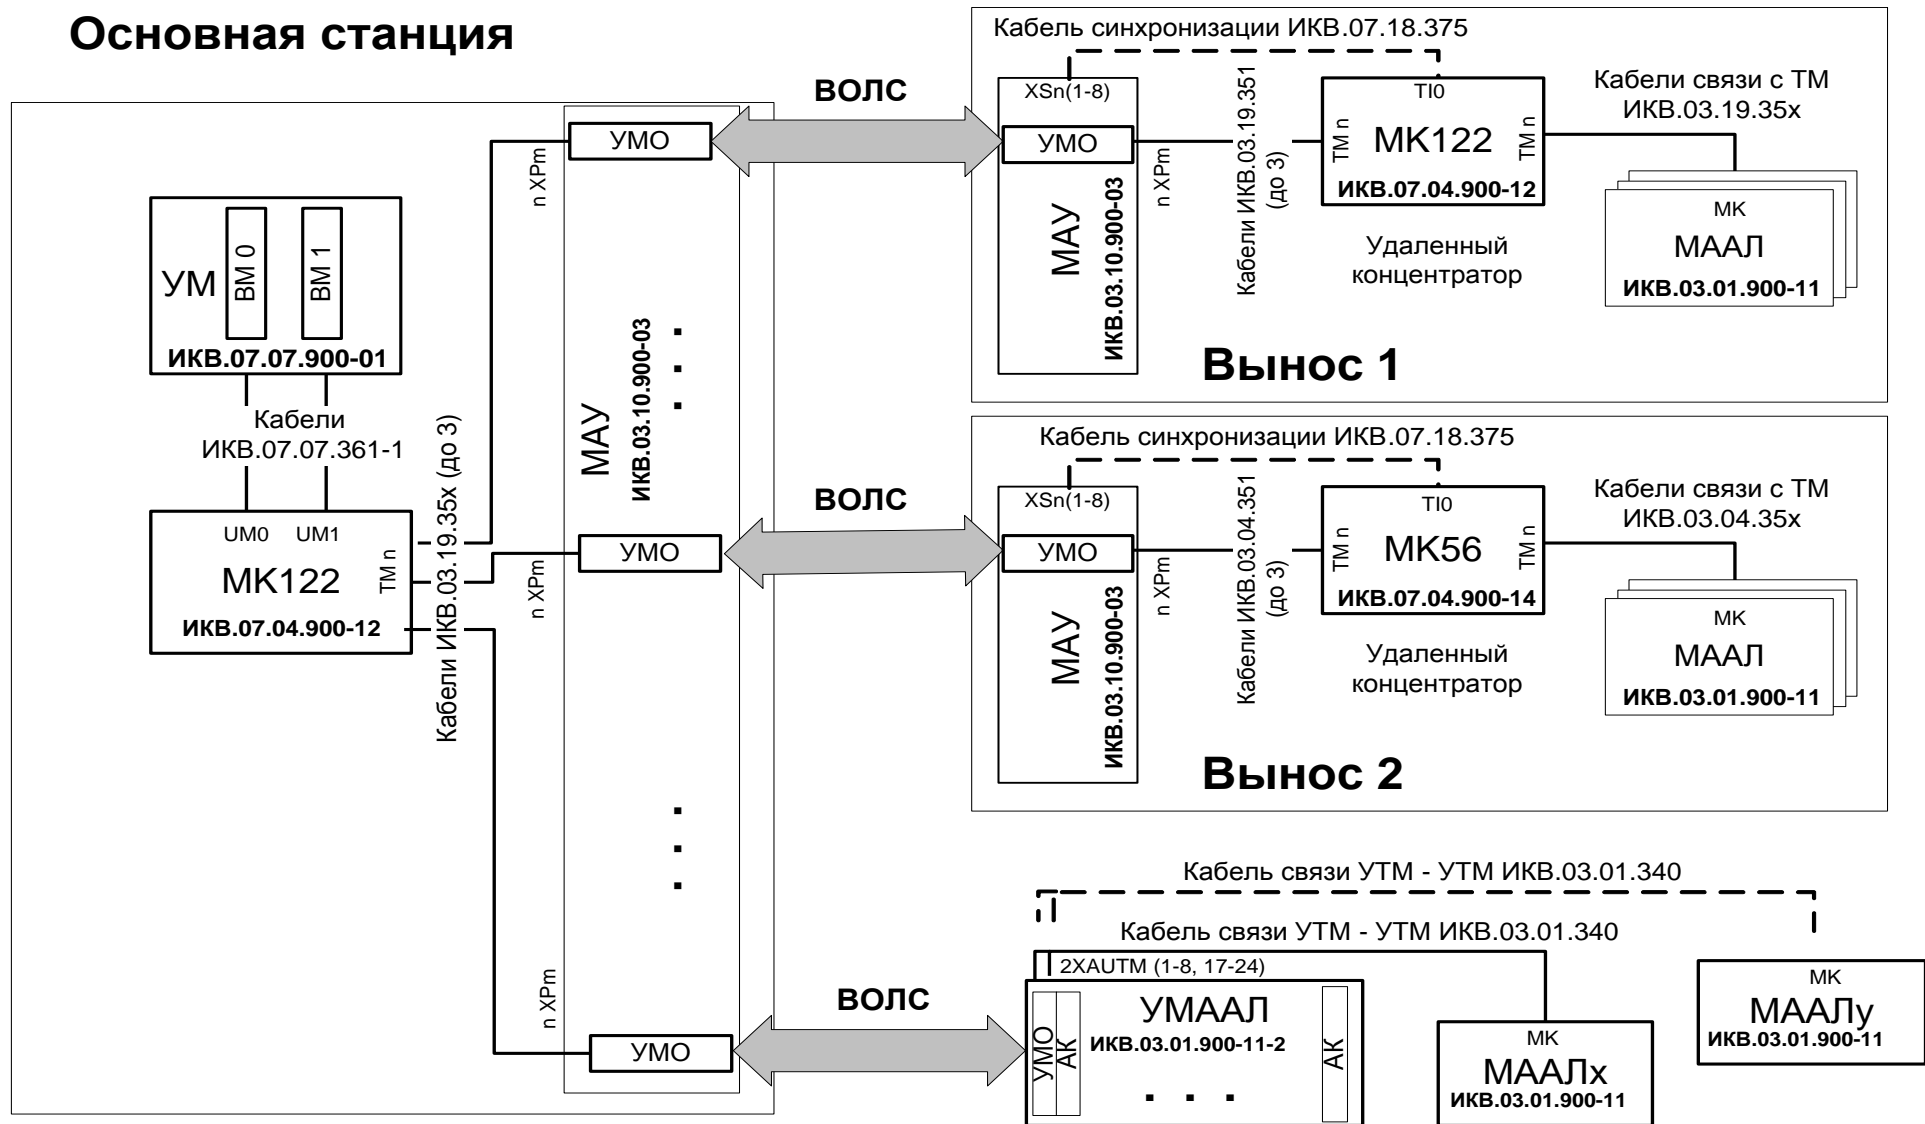 Основная станция
УМ
ВМ 0
ВМ 1
ИКВ.07.07.900-01
Кабели
ИКВ.07.07.361-1
UM0 UM1
МК122
TM n
ИКВ.07.04.900-12
Кабели ИКВ.03.19.35х (до 3)
n XPm
УМО
МАУ
ИКВ.03.10.900-03
n XPm
УМО
n XPm
УМО
ВОЛС
ВОЛС
ВОЛС
Кабель синхронизации ИКВ.07.18.375
XSn(1-8)
УМО
МАУ
ИКВ.03.10.900-03
n XPm
Кабели ИКВ.03.19.351
(до 3)
TI0
TM n
МК122
TM n
ИКВ.07.04.900-12
Удаленный
концентратор
Кабели связи с ТМ
ИКВ.03.19.35х
МК
МААЛ
ИКВ.03.01.900-11
Вынос 1
Кабель синхронизации ИКВ.07.18.375
XSn(1-8)
УМО
МАУ
ИКВ.03.10.900-03
n XPm
Кабели ИКВ.03.04.351
(до 3)
TI0
TM n
МК56
TM n
ИКВ.07.04.900-14
Удаленный
концентратор
Кабели связи с ТМ
ИКВ.03.04.35х
МК
МААЛ
ИКВ.03.01.900-11
Вынос 2
Кабель связи УТМ - УТМ ИКВ.03.01.340
Кабель связи УТМ - УТМ ИКВ.03.01.340
2XAUTM (1-8, 17-24)
УМО
АК
УМААЛ
ИКВ.03.01.900-11-2
АК
МК
МААЛх
ИКВ.03.01.900-11
МК
МААЛу
ИКВ.03.01.900-11